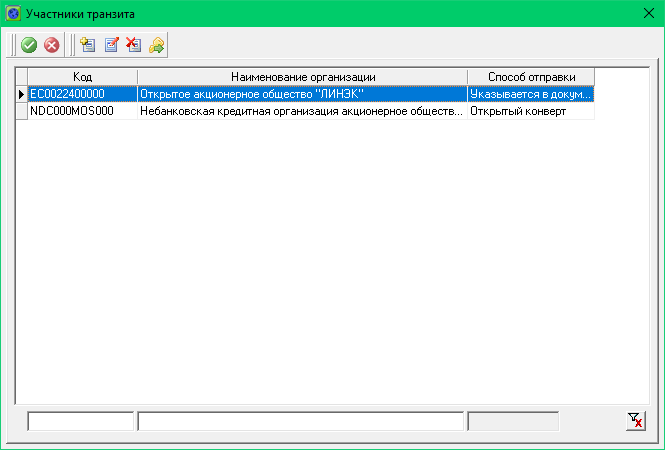 Участники транзита
Код Наименование организации Способ отправки
EC0022400000 Открытое акционерное общество "ЛИНЭК" Указывается в докум...
NDC000MOS000 Небанковская кредитная организация акционерное обществ... Открытый конверт